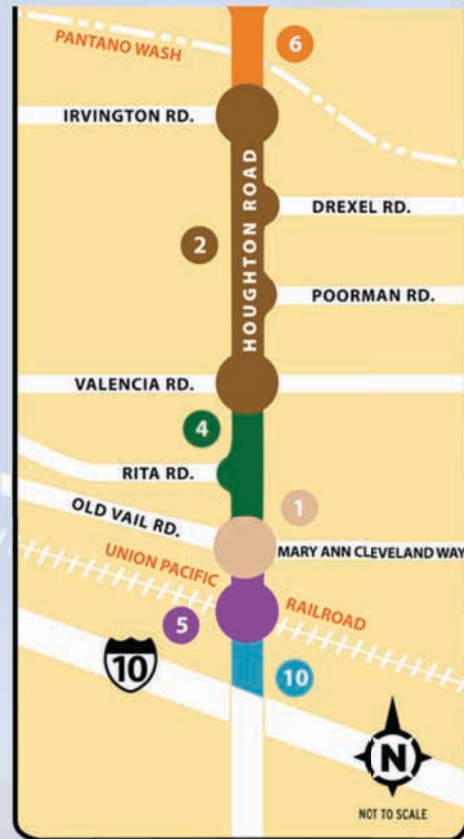 6
PANTANO WASH
IRVINGTON RD.
HOUGHTON ROAD
DREXEL RD.
2
POORMAN RD.
VALENCIA RD.
4
RITA RD.
1
OLD VAIL RD.
MARY ANN CLEVELAND WAY
UNION PACIFIC
RAILROAD
5
10
10
N
NOT TO SCALE